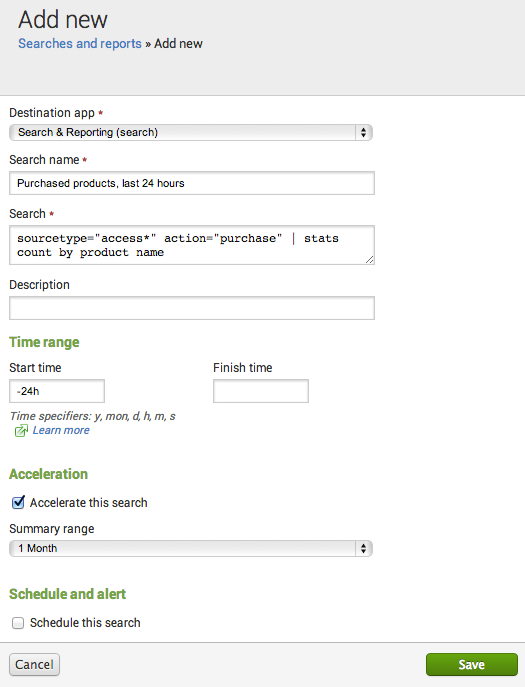 Add new
Searches and reports » Add new
Destination app *
Search & Reporting (search)
Search name *
Purchased products, last 24 hours
Search *
sourcetype="access*" action="purchase" | stats
count by product name
Description
Time range
Start time Finish time
-24h
Time specifiers: y, mon, d, h, m, s
Learn more
Acceleration
Accelerate this search
Summary range
1 Month
Schedule and alert
Schedule this search
Cancel Save